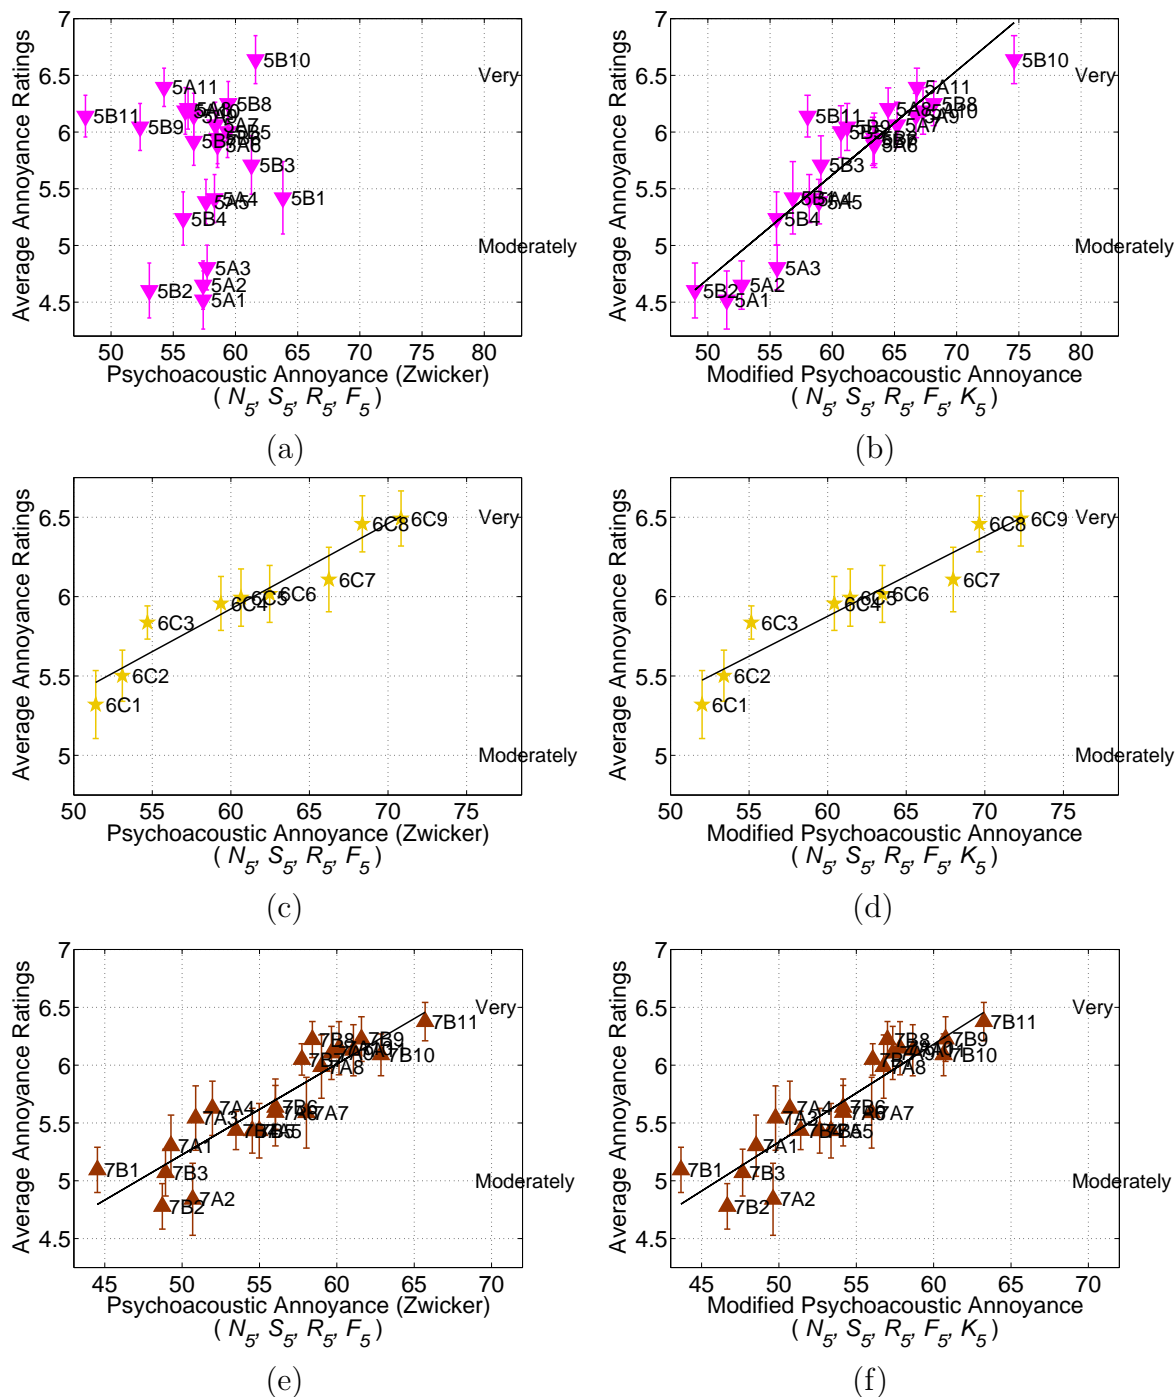 7
6.5
6
5.5
5
4.5
Average Annoyance Ratings
5B10
Very
5A11
5B8
5B11
5B9
5A7
5B5
5A6
5B3
5B1
5A4
5A5
5B4
Moderately
5A3
5B2
5A2
5A1
50 55 60 65 70 75 80
Psychoacoustic Annoyance (Zwicker)
( N5, S5, R5, F5 )
(a)
7
6.5
6
5.5
5
4.5
Average Annoyance Ratings
5B10
Very
5A11
5B8
5A8
5B11
5B9
5A9
5A7
5A6
5B3
5A4
5A5
5B4
Moderately
5A3
5B2
5A2
5A1
50 55 60 65 70 75 80
Modified Psychoacoustic Annoyance
( N5, S5, R5, F5, K5 )
(b)
6.5
6
5.5
5
Average Annoyance Ratings
6C8 6C9 Very
6C7
6C4 6C5 6C6
6C3
6C2
6C1
Moderately
50 55 60 65 70 75
Psychoacoustic Annoyance (Zwicker)
( N5, S5, R5, F5 )
(c)
6.5
6
5.5
5
Average Annoyance Ratings
6C8 6C9 Very
6C7
6C4 6C5 6C6
6C3
6C2
6C1
Moderately
50 55 60 65 70 75
Modified Psychoacoustic Annoyance
( N5, S5, R5, F5, K5 )
(d)
7
6.5
6
5.5
5
4.5
Average Annoyance Ratings
Very
7B11
7B8 7B9
7B10
7A8
7A4 7B6
7A3 7A7
7A5
7A1
7B1 7B3
Moderately
7B2 7A2
45 50 55 60 65 70
Psychoacoustic Annoyance (Zwicker)
( N5, S5, R5, F5 )
(e)
7
6.5
6
5.5
5
4.5
Average Annoyance Ratings
Very
7B11
7B8 7B9
7B10
7A8
7A4 7B6
7A3 7A7
7A1
7B1 7B3
Moderately
7B2 7A2
45 50 55 60 65 70
Modified Psychoacoustic Annoyance
( N5, S5, R5, F5, K5 )
(f)